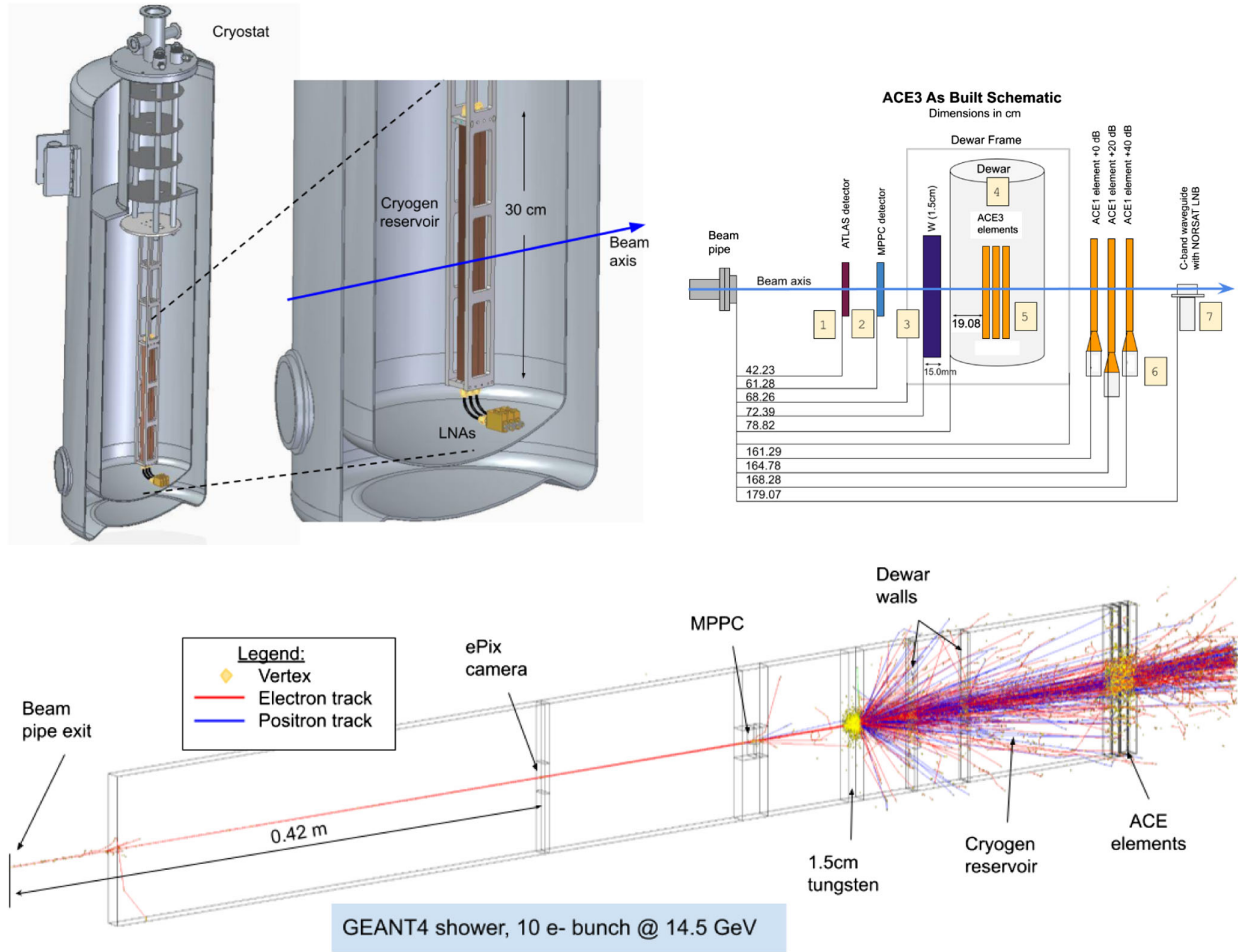 Cryostat
Cryogen
reservoir
30 cm
Beam
axis
LNAs
ACE3 As Built Schematic
Dimensions in cm
Dewar Frame
Dewar
4
ACE3
elements
Beam
pipe
Beam axis
ATLAS detector
MPPC detector
W (1.5cm)
ACE1 element +0 dB
ACE1 element +20 dB
ACE1 element +40 dB
C-band waveguide
with NORSAT LNB
1
2
3
19.08
5
7
15.0mm
6
42.23
61.28
68.26
72.39
78.82
161.29
164.78
168.28
179.07
Legend:
Vertex
Electron track
Positron track
Beam
pipe exit
ePix
camera
MPPC
Dewar
walls
0.42 m
1.5cm
tungsten
Cryogen
reservoir
ACE
elements
GEANT4 shower, 10 e- bunch @ 14.5 GeV